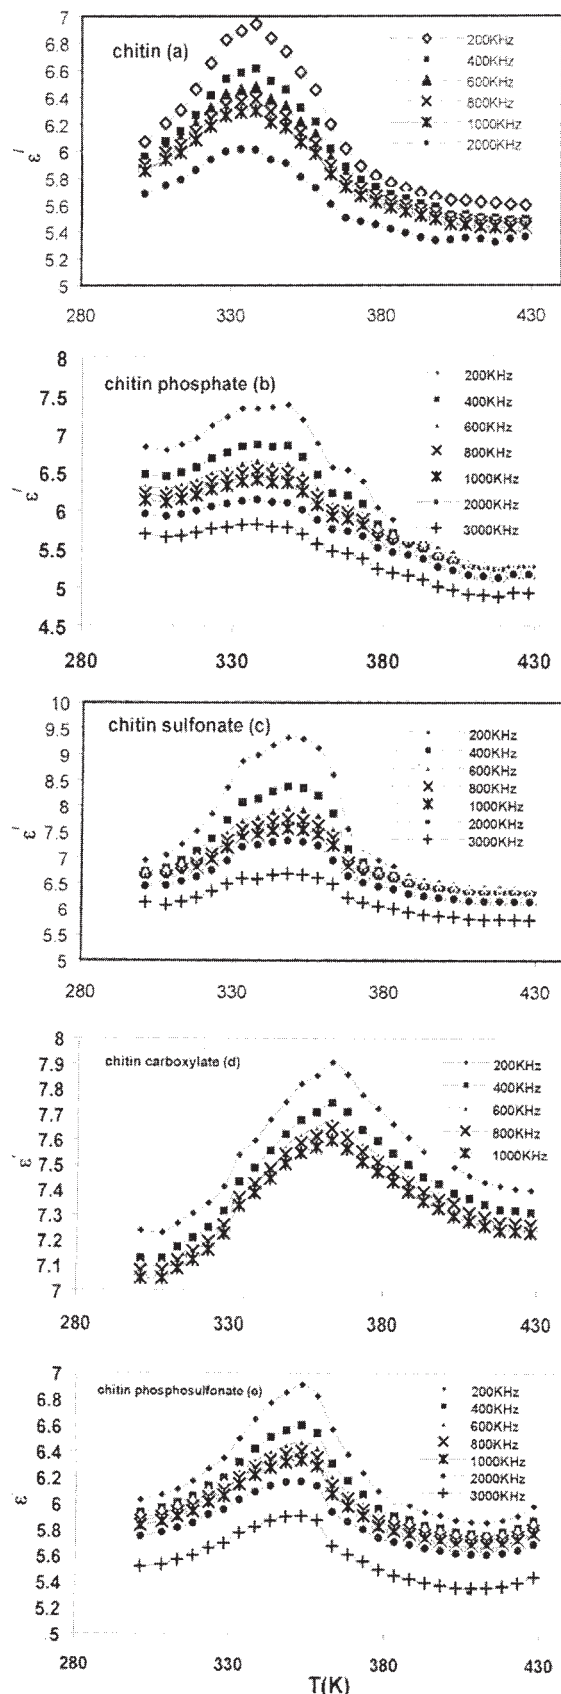 7
chitin (a)
200KHz
6.8
400KHz
6.6
600KHz
6.4
800KHz
6.2
1000KHz
2000KHz
6
ε'
5.8
5.6
5.4
5.2
5
280
330
380
430
8
chitin phosphate (b)
200KHz
7.5
400KHz
7
600KHz
6.5
800KHz
ε'
1000KHz
6
2000KHz
5.5
3000KHz
5
4.5
280
330
380
430
10
chitin sulfonate (c)
9.5
200KHz
9
400KHz
8.5
600KHz
8
800KHz
ε'
7.5
1000KHz
7
2000KHz
6.5
3000KHz
6
5.5
5
280
330
380
430
8
chitin carboxylate (d)
7.9
200KHz
7.8
400KHz
7.7
600KHz
7.6
800KHz
ε'
7.5
1000KHz
7.4
7.3
7.2
7.1
7
280
330
380
430
7
chitin phosphosulfonate (e)
200KHz
6.8
400KHz
6.6
600KHz
6.4
800KHz
6.2
1000KHz
ε'
6
2000KHz
5.8
3000KHz
5.6
5.4
5.2
5
280
330
380
430
T(K)